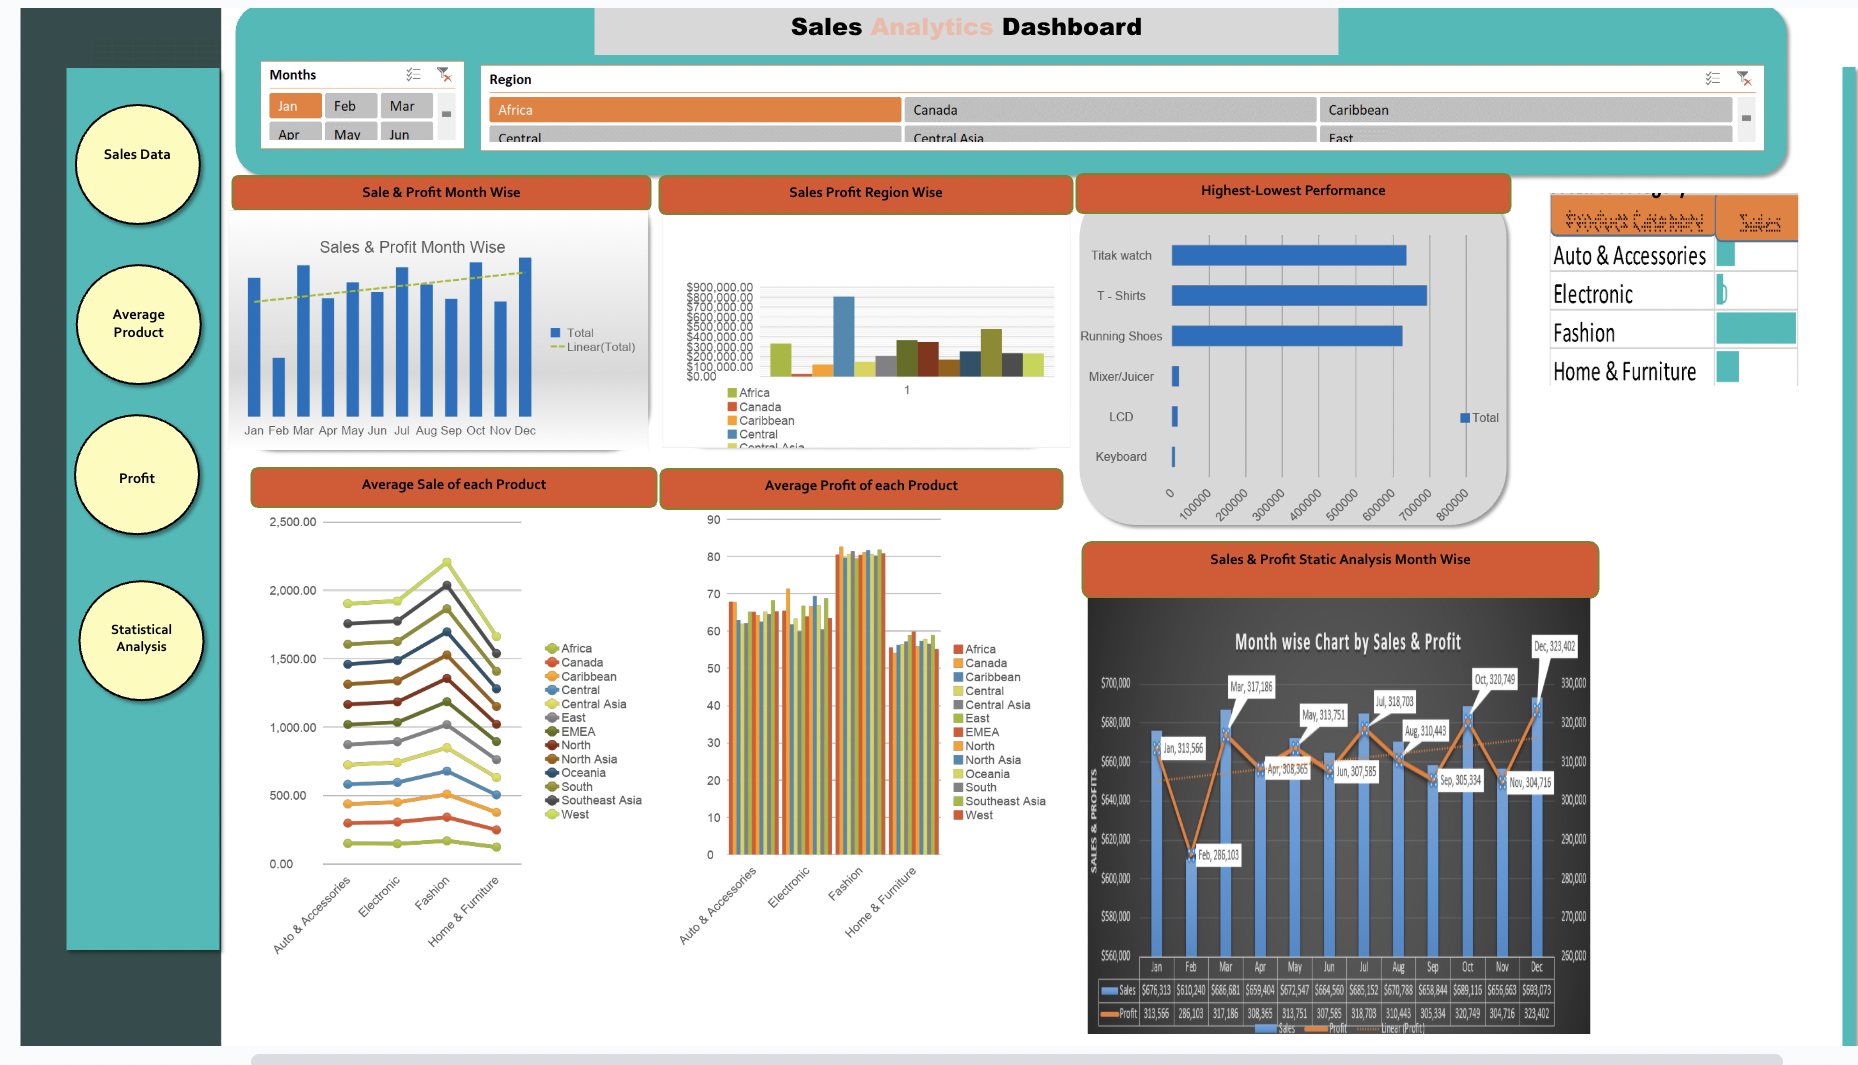 Sales Analytics Dashboard
Months
Jan
Feb
Mar
Apr
May
Jun
Region
Africa
Canada
Caribbean
Central
Central Asia
East
Sales Data
Average
Product
Profit
Statistical
Analysis
Sale & Profit Month Wise
Sales & Profit Month Wise
Total
Linear(Total)
Jan Feb Mar Apr May Jun Jul Aug Sep Oct Nov Dec
Sales Profit Region Wise
$900,000.00
$800,000.00
$700,000.00
$600,000.00
$500,000.00
$400,000.00
$300,000.00
$200,000.00
$100,000.00
$0.00
1
Africa
Canada
Caribbean
Central
Central Asia
Highest-Lowest Performance
Titak watch
T - Shirts
Running Shoes
Mixer/Juicer
LCD
Keyboard
0 100000 200000 300000 400000 500000 600000 700000 800000
Total
Product Category Sales
Auto & Accessories
Electronic
Fashion
Home & Furniture
Average Sale of each Product
2,500.00
2,000.00
1,500.00
1,000.00
500.00
0.00
Auto & Accessories
Electronic
Fashion
Home & Furniture
Africa
Canada
Caribbean
Central
Central Asia
East
EMEA
North
North Asia
Oceania
South
Southeast Asia
West
Average Profit of each Product
90
80
70
60
50
40
30
20
10
0
Auto & Accessories
Electronic
Fashion
Home & Furniture
Africa
Canada
Caribbean
Central
Central Asia
East
EMEA
North
North Asia
Oceania
South
Southeast Asia
West
Sales & Profit Static Analysis Month Wise
Month wise Chart by Sales & Profit
SALES & PROFITS
$700,000
$680,000
$660,000
$640,000
$620,000
$600,000
$580,000
$560,000
330,000
320,000
310,000
300,000
290,000
280,000
270,000
260,000
Jan, 313,566
Feb, 286,103
Mar, 317,186
Apr, 308,365
May, 313,751
Jun, 307,585
Jul, 318,703
Aug, 310,443
Sep, 305,334
Oct, 320,749
Nov, 304,716
Dec, 323,402
Jan Feb Mar Apr May Jun Jul Aug Sep Oct Nov Dec
Sales $676,313 $610,240 $686,681 $659,404 $672,547 $664,560 $685,152 $670,788 $658,844 $689,116 $656,663 $693,073
Profit 313,566 286,103 317,186 308,365 313,751 307,585 318,703 310,443 305,334 320,749 304,716 323,402
Sales Profit Linear (Profit)